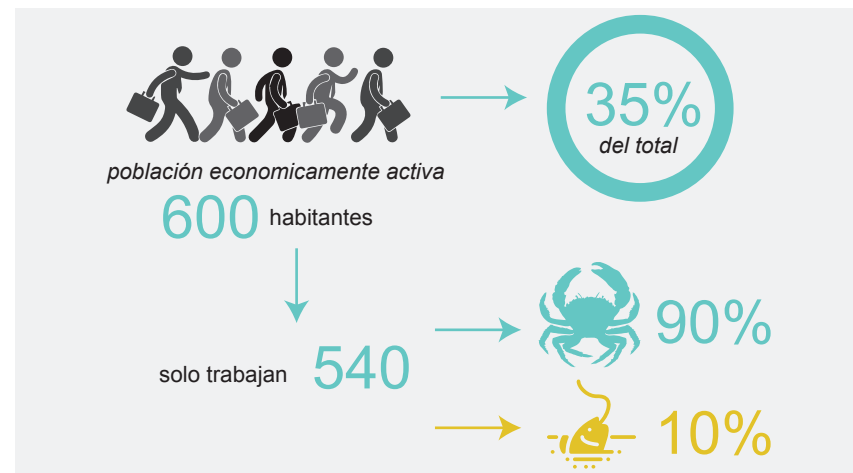 35%
del total
población economicamente activa
600 habitantes
solo trabajan 540
90%
10%